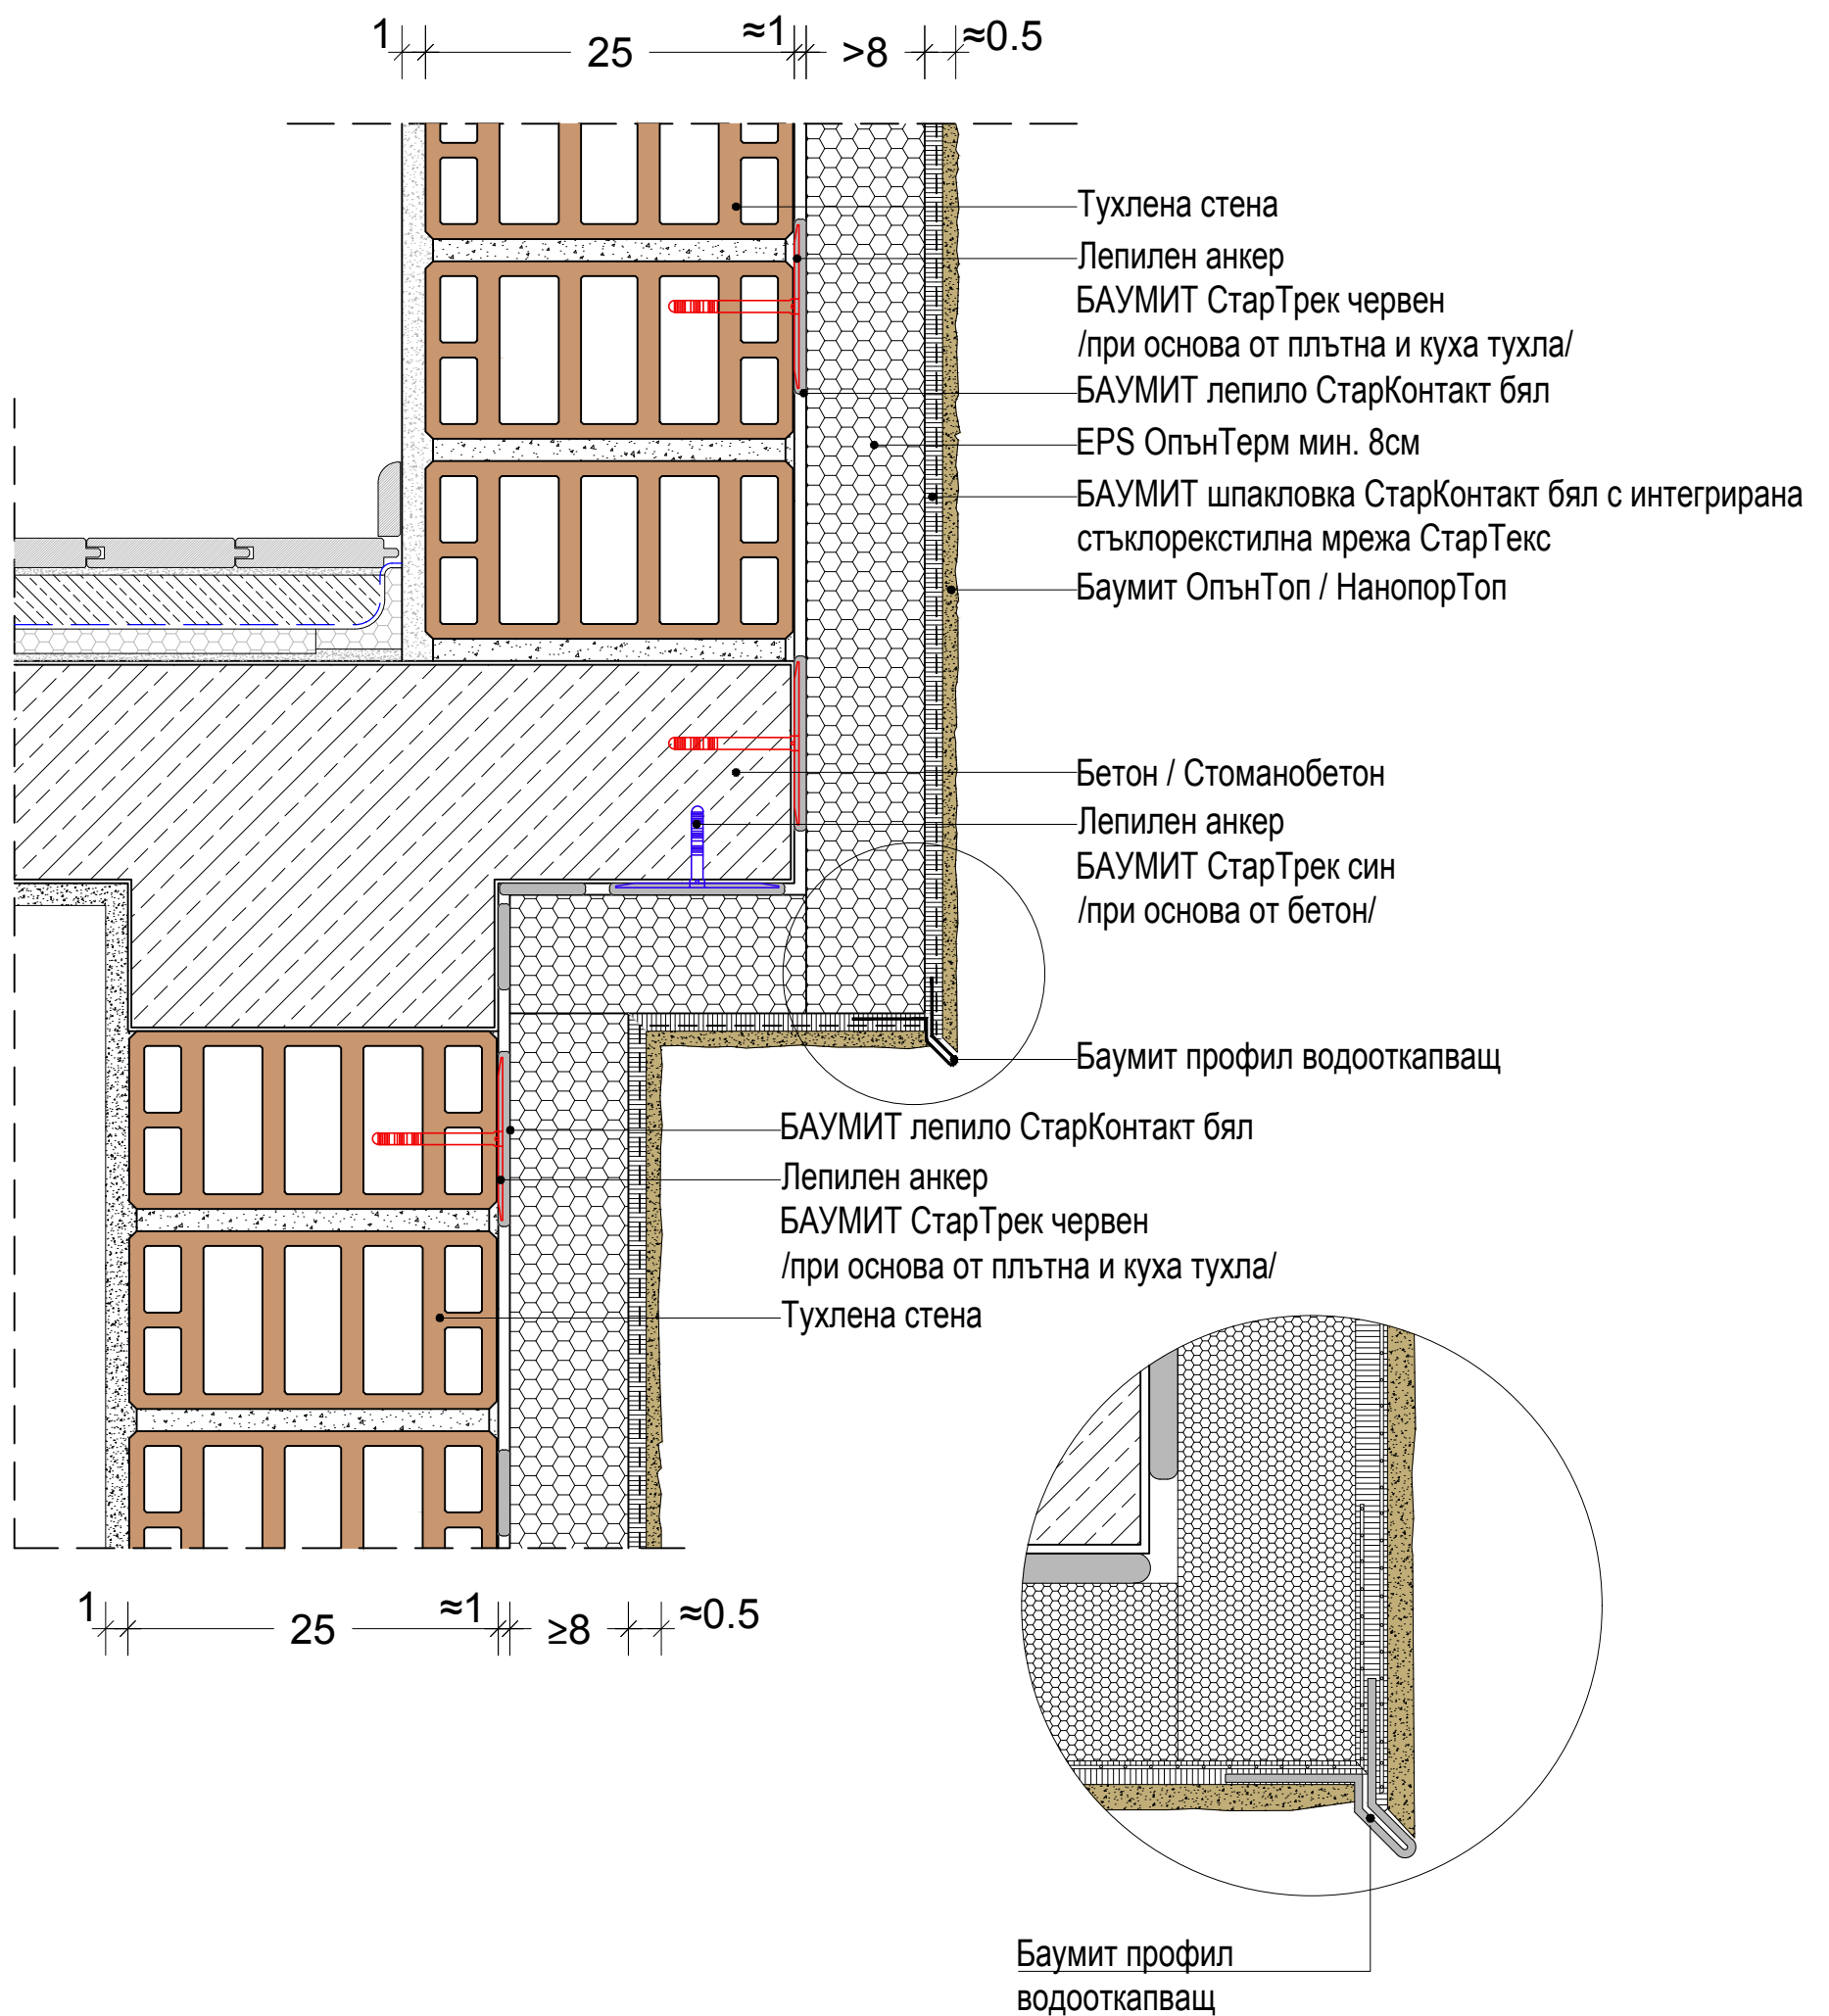 1 25 ≈1 >8 ≈0.5
Тухлена стена
Лепилен анкер
БАУМИТ СтарТрек червен
/при основа от плътна и куха тухла/
БАУМИТ лепило СтарКонтакт бял
EPS ОпънТерм мин. 8см
БАУМИТ шпакловка СтарКонтакт бял с интегрирана
стъклорекстилна мрежа СтарТекс
Баумит ОпънТоп / НанопорТоп
Бетон / Стоманобетон
Лепилен анкер
БАУМИТ СтарТрек син
/при основа от бетон/
Баумит профил водооткапващ
БАУМИТ лепило СтарКонтакт бял
Лепилен анкер
БАУМИТ СтарТрек червен
/при основа от плътна и куха тухла/
Тухлена стена
1 25 ≈1 ≥8 ≈0.5
Баумит профил
водооткапващ